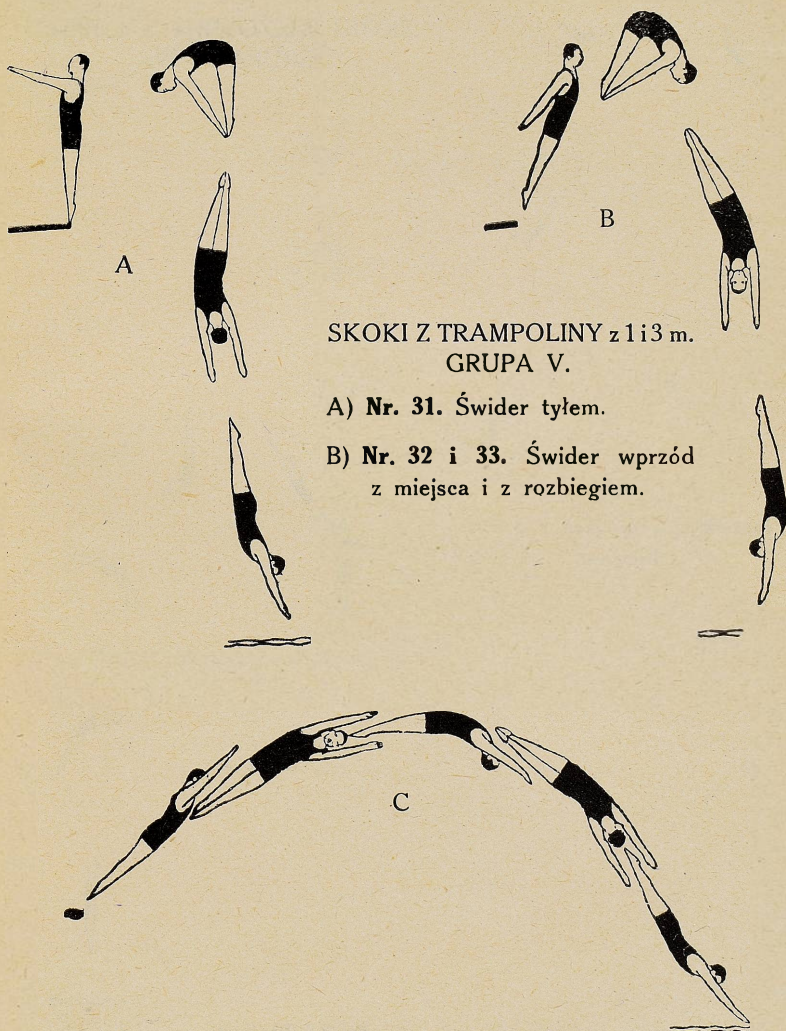 B
A
SKOKI Z TRAMPOLINY z 1 i 3 m.
GRUPA V.
A) Nr. 31. Świder tyłem.
B) Nr. 32 i 33. Świder wprzód
z miejsca i z rozbiegiem.
C